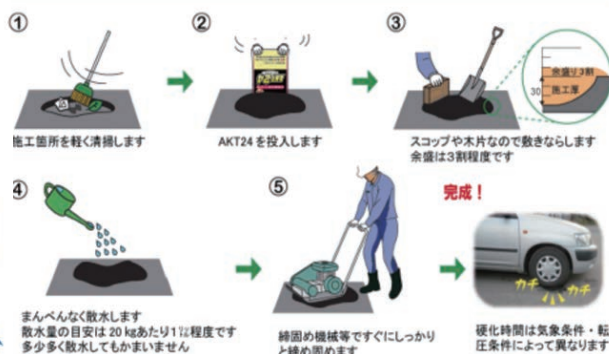 ①
施工箇所を軽く清掃します
②
AKT24を投入します
③
余盛り3割
30
施工厚
スコップや木片なので敷きならします
余盛は3割程度です
④
まんべんなく散水します
散水量の目安は20kgあたり1㍑程度です
多少多く散水してもかまいません
⑤
締固め機械等ですぐにしっかり
と締め固めます
完成!
カチ
カチ
硬化時間は気象条件・転
圧条件によって異なります